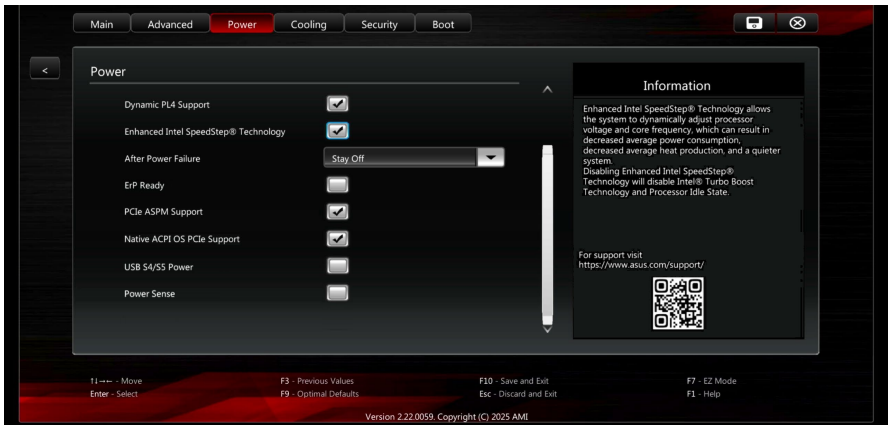 Main Advanced Power Cooling Security Boot
<
Power
Dynamic PL4 Support
Enhanced Intel SpeedStep® Technology
After Power Failure Stay Off
ErP Ready
PCIe ASPM Support
Native ACPI OS PCIe Support
USB S4/S5 Power
Power Sense
Information
Enhanced Intel SpeedStep® Technology allows
the system to dynamically adjust processor
voltage and core frequency, which can result in
decreased average power consumption,
decreased average heat production, and a quieter
system.
Disabling Enhanced Intel SpeedStep®
Technology will disable Intel® Turbo Boost
Technology and Processor Idle State.
For support visit
https://www.asus.com/support/
↑↓→← - Move F3 - Previous Values F10 - Save and Exit F7 - EZ Mode
Enter - Select F9 - Optimal Defaults Esc - Discard and Exit F1 - Help
Version 2.22.0059. Copyright (C) 2025 AMI